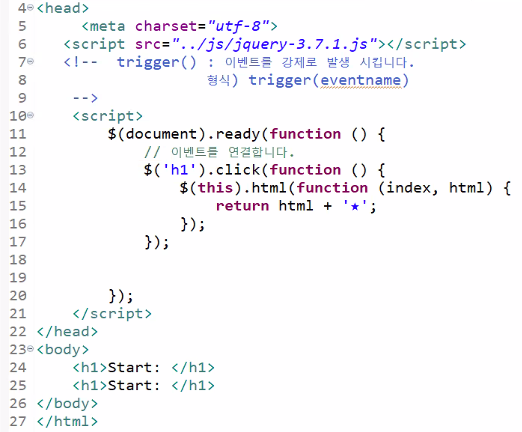 4 <head>
5 <meta charset="utf-8">
6 <script src="../js/jquery-3.7.1.js"></script>
7 <!-- trigger() : 이벤트를 강제로 발생 시킵니다.
8 형식) trigger(eventname)
9 -->
10 <script>
11 $(document).ready(function () {
12 // 이벤트를 연결합니다.
13 $('h1').click(function () {
14 $(this).html(function (index, html) {
15 return html + '★';
16 });
17 });
18
19
20 });
21 </script>
22 </head>
23 <body>
24 <h1>Start: </h1>
25 <h1>Start: </h1>
26 </body>
27 </html>